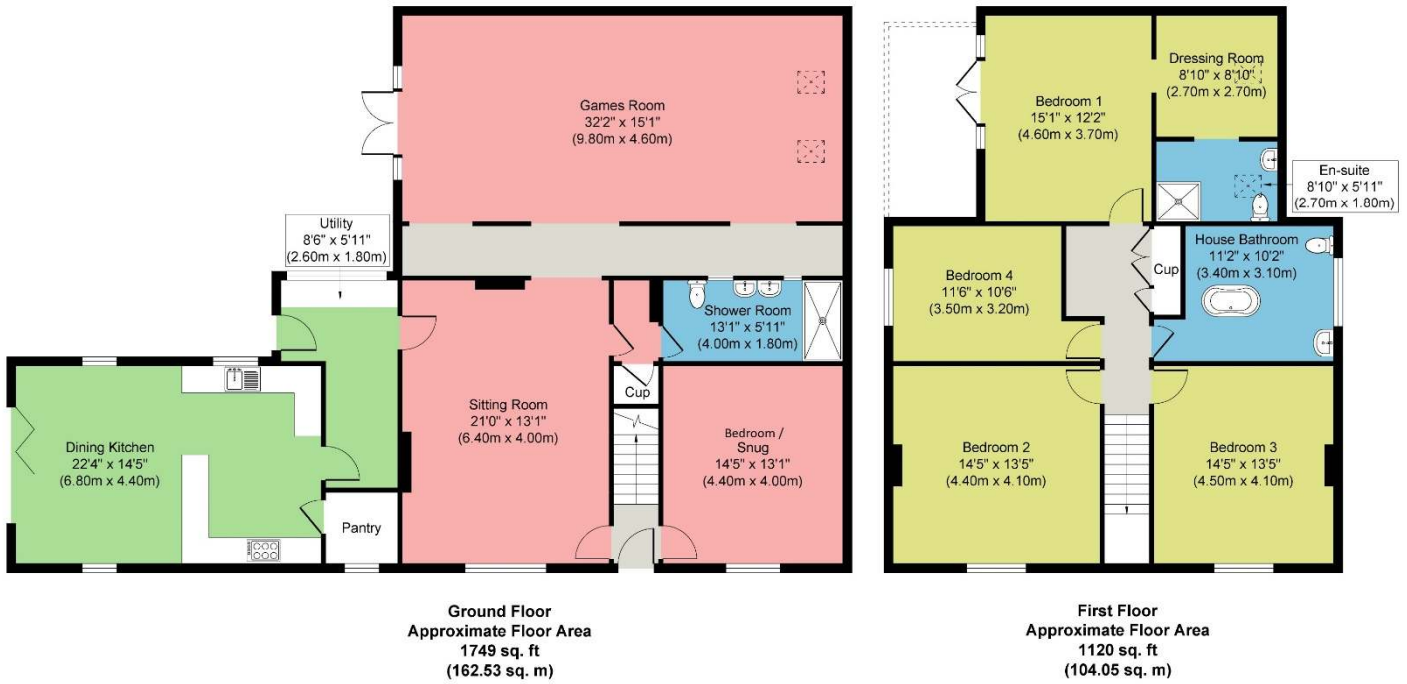 Games Room
32'2" x 15'1"
(9.80m x 4.60m)
Utility
8'6" x 5'11"
(2.60m x 1.80m)
Shower Room
13'1" x 5'11"
(4.00m x 1.80m)
Cup
Sitting Room
21'0" x 13'1"
(6.40m x 4.00m)
Bedroom /
Snug
14'5" x 13'1"
(4.40m x 4.00m)
Dining Kitchen
22'4" x 14'5"
(6.80m x 4.40m)
Pantry
Ground Floor
Approximate Floor Area
1749 sq. ft
(162.53 sq. m)
Dressing Room
8'10" x 8'10"
(2.70m x 2.70m)
Bedroom 1
15'1" x 12'2"
(4.60m x 3.70m)
En-suite
8'10" x 5'11"
(2.70m x 1.80m)
House Bathroom
11'2" x 10'2"
(3.40m x 3.10m)
Cup
Bedroom 4
11'6" x 10'6"
(3.50m x 3.20m)
Bedroom 2
14'5" x 13'5"
(4.40m x 4.10m)
Bedroom 3
14'5" x 13'5"
(4.50m x 4.10m)
First Floor
Approximate Floor Area
1120 sq. ft
(104.05 sq. m)